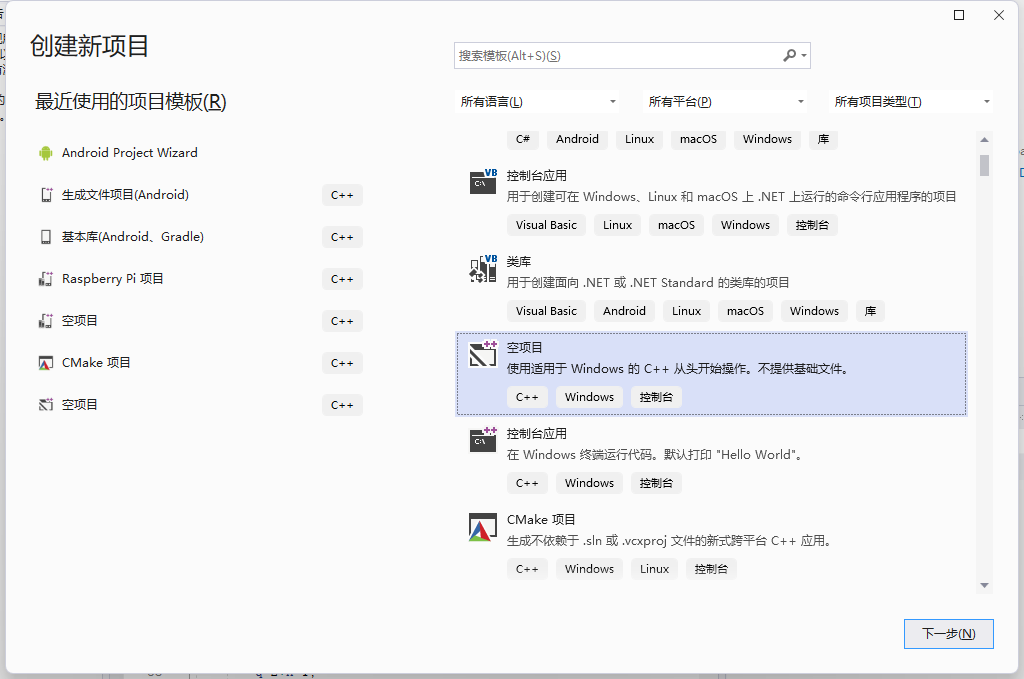 创建新项目
搜索模板(Alt+S)(S)
最近使用的项目模板(R)
所有语言(L)
所有平台(P)
所有项目类型(T)
Android Project Wizard
生成文件项目(Android) C++
基本库(Android、Gradle) C++
Raspberry Pi 项目 C++
空项目 C++
CMake 项目 C++
空项目 C++
C# Android Linux macOS Windows 库
控制台应用
用于创建可在 Windows、Linux 和 macOS 上 .NET 上运行的命令行应用程序的项目
Visual Basic Linux macOS Windows 控制台
类库
用于创建面向 .NET 或 .NET Standard 的类库的项目
Visual Basic Android Linux macOS Windows 库
空项目
使用适用于 Windows 的 C++ 从头开始操作。不提供基础文件。
C++ Windows 控制台
控制台应用
在 Windows 终端运行代码。默认打印 "Hello World"。
C++ Windows 控制台
CMake 项目
生成不依赖于 .sln 或 .vcxproj 文件的新式跨平台 C++ 应用。
C++ Windows Linux 控制台
下一步(N)